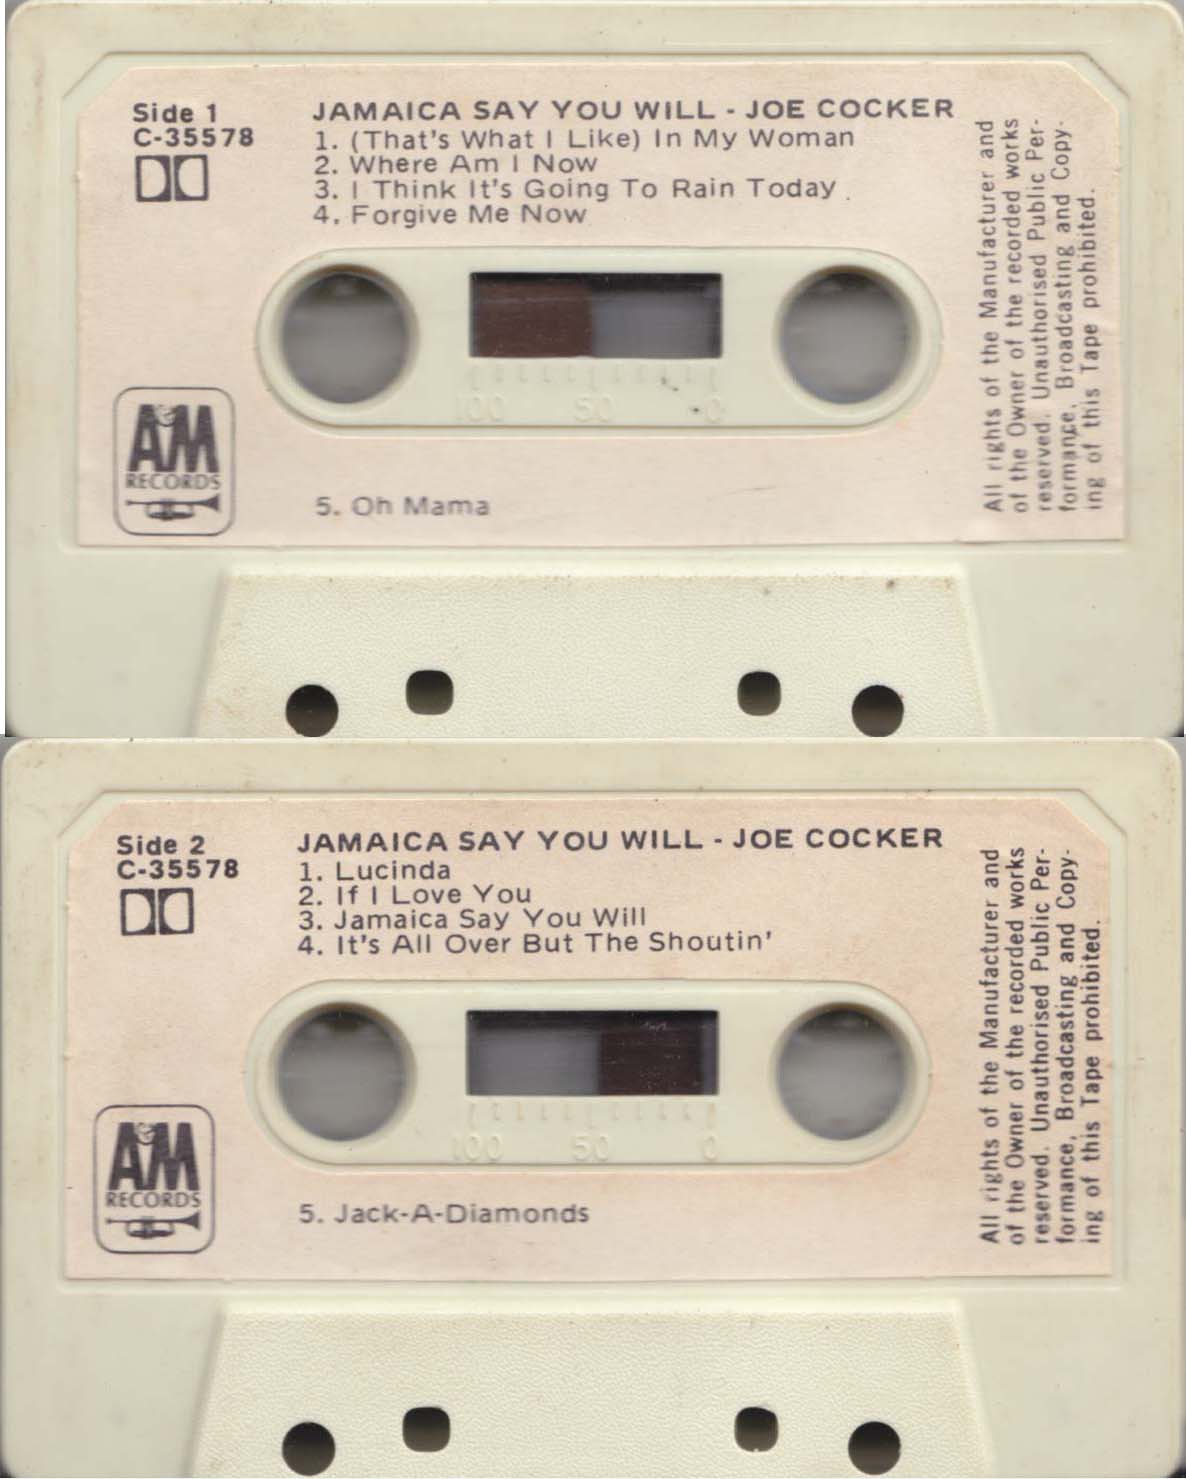 Side 1
C-35578
JAMAICA SAY YOU WILL - JOE COCKER
1. (That's What I Like) In My Woman
2. Where Am I Now
3. I Think It's Going To Rain Today .
4. Forgive Me Now
100 50 0
A&M
RECORDS
5. Oh Mama
All rights of the Manufacturer and
of the Owner of the recorded works
reserved. Unauthorised Public Per-
formance, Broadcasting and Copy-
ing of this Tape prohibited.
Side 2
C-35578
JAMAICA SAY YOU WILL - JOE COCKER
1. Lucinda
2. If I Love You
3. Jamaica Say You Will
4. It's All Over But The Shoutin'
100 50 0
A&M
RECORDS
5. Jack-A-Diamonds
All rights of the Manufacturer and
of the Owner of the recorded works
reserved. Unauthorised Public Per-
formance, Broadcasting and Copy-
ing of this Tape prohibited.